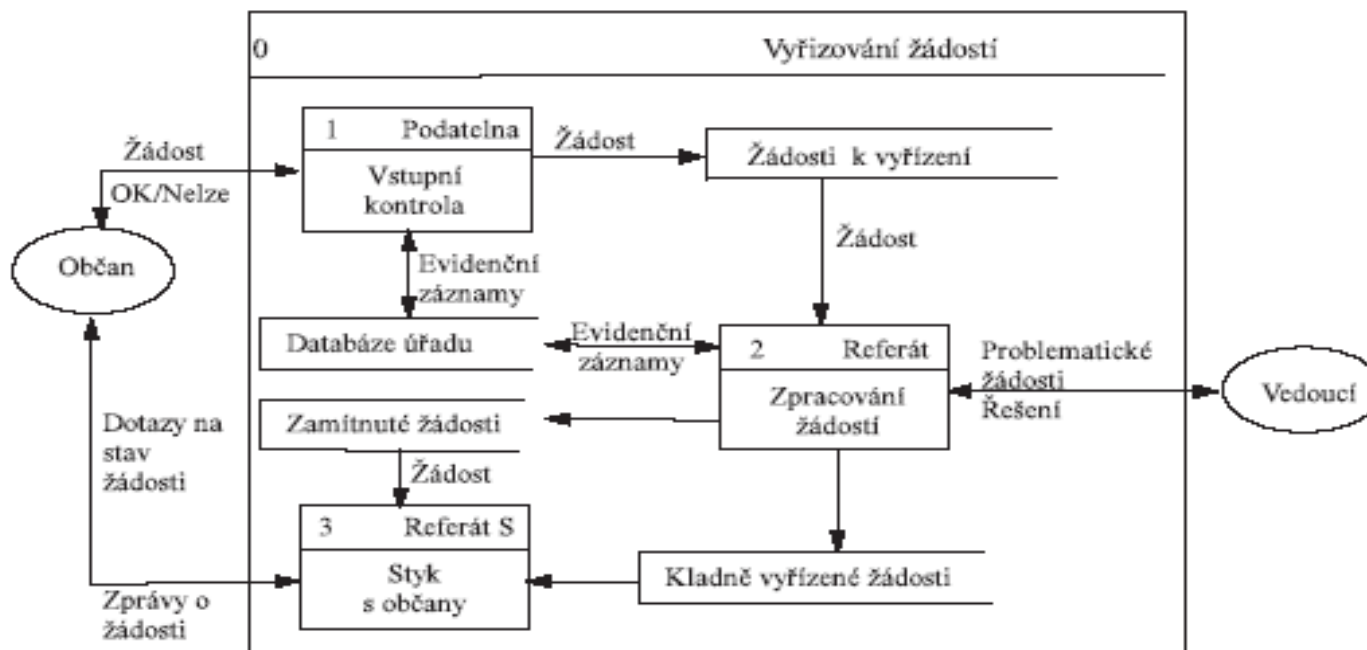 0 Vyřizování žádostí
1 Podatelna
Vstupní
kontrola
Žádost
OK/Nelze
Občan
Žádost
Žádosti k vyřízení
Žádost
Evidenční
záznamy
Databáze úřadu
Evidenční
záznamy
2 Referát
Zpracování
žádostí
Problematické
žádosti
Řešení
Vedoucí
Zamítnuté žádosti
Žádost
Dotazy na
stav
žádosti
3 Referát S
Styk
s občany
Kladně vyřízené žádosti
Zprávy o
žádosti